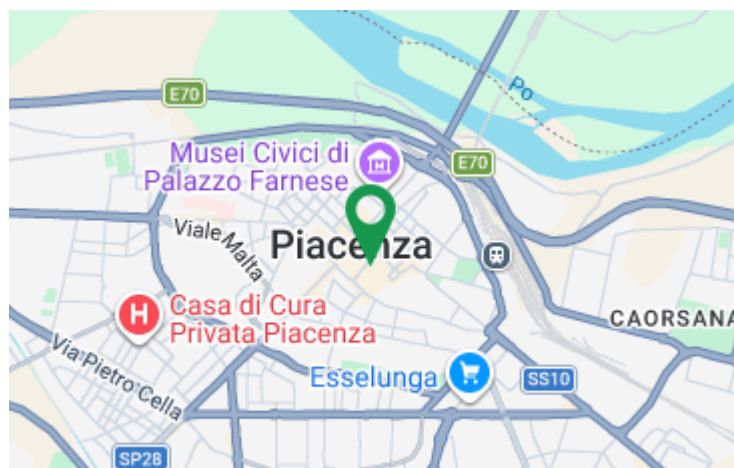 Po
E70
Musei Civici di
Palazzo Farnese
E70
Viale Malta
Piacenza
H
Casa di Cura
Privata Piacenza
CAORSANA
Via Pietro Cella
Esselunga
SS10
SP28